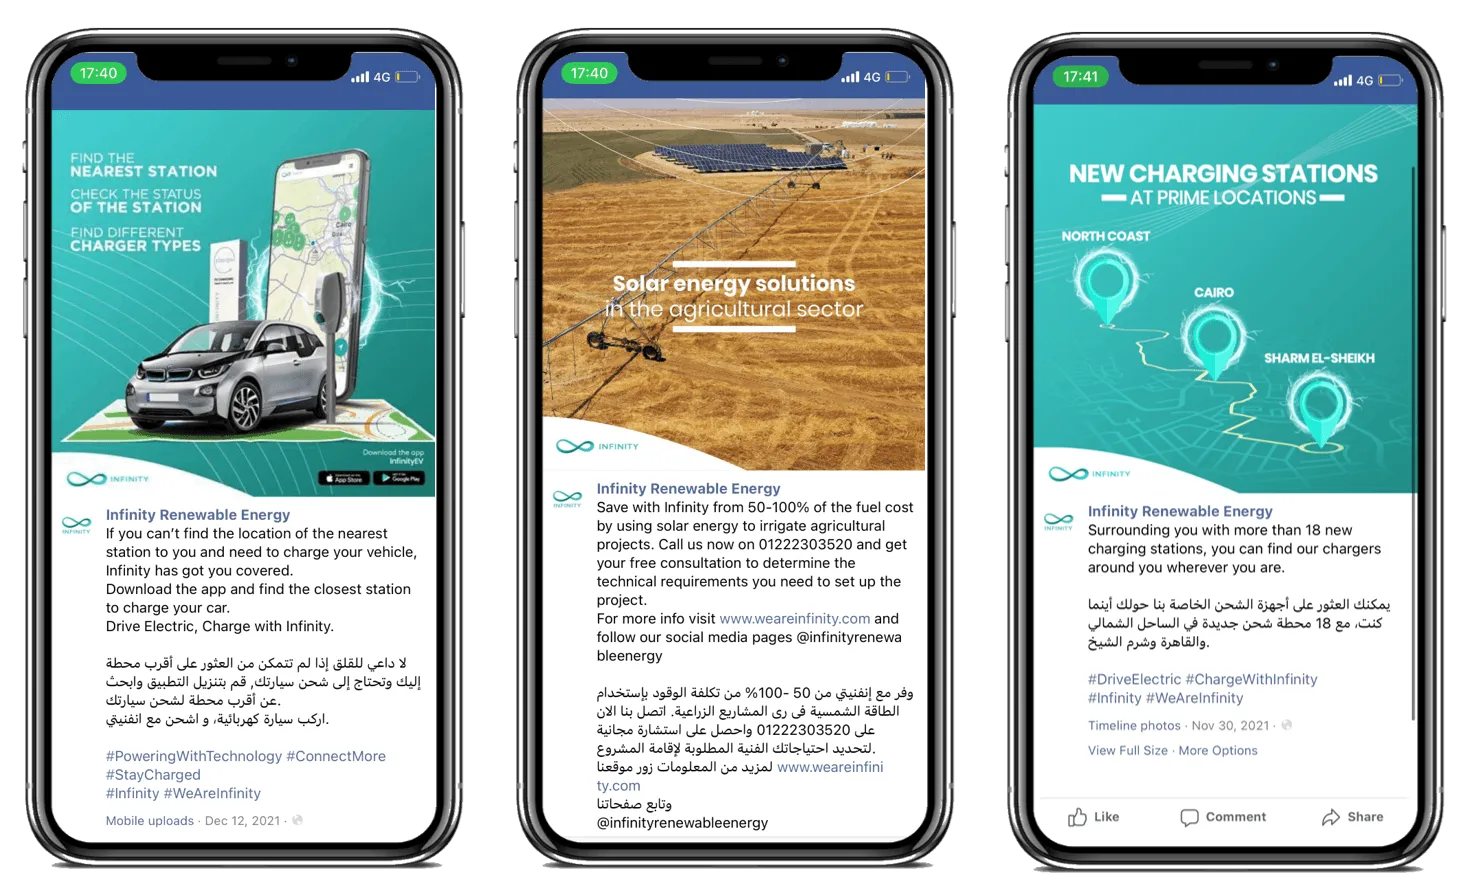 17:40
4G
FIND THE
NEAREST STATION
CHECK THE STATUS
OF THE STATION
FIND DIFFERENT
CHARGER TYPES
Cairo
Download the app
InfinityEV
App Store
Google Play
INFINITY
INFINITY
Infinity Renewable Energy
If you can't find the location of the nearest
station to you and need to charge your vehicle,
Infinity has got you covered.
Download the app and find the closest station
to charge your car.
Drive Electric, Charge with Infinity.
لا داعي للقلق إذا لم تتمكن من العثور على أقرب محطة
إليك وتحتاج إلى شحن سيارتك, قم بتنزيل التطبيق وابحث
عن أقرب محطة لشحن سيارتك.
اركب سيارة كهربائية، و اشحن مع انفنيتي.
#PoweringWithTechnology #ConnectMore
#StayCharged
#Infinity #WeAreInfinity
Mobile uploads · Dec 12, 2021 ·
17:40
4G
Solar energy solutions
in the agricultural sector
INFINITY
INFINITY
Infinity Renewable Energy
Save with Infinity from 50-100% of the fuel cost
by using solar energy to irrigate agricultural
projects. Call us now on 01222303520 and get
your free consultation to determine the
technical requirements you need to set up the
project.
For more info visit www.weareinfinity.com and
follow our social media pages @infinityrenewa
bleenergy
وفر مع إنفنيتي من 50 -100% من تكلفة الوقود بإستخدام
الطاقة الشمسية فى رى المشاريع الزراعية. اتصل بنا الان
على 01222303520 واحصل على استشارة مجانية
لتحديد احتياجاتك الفنية المطلوبة لإقامة المشروع.
لمزيد من المعلومات زور موقعنا www.weareinfini
ty.com
وتابع صفحاتنا
@infinityrenewableenergy
17:41
4G
NEW CHARGING STATIONS
AT PRIME LOCATIONS
NORTH COAST
CAIRO
SHARM EL-SHEIKH
INFINITY
INFINITY
Infinity Renewable Energy
Surrounding you with more than 18 new
charging stations, you can find our chargers
around you wherever you are.
يمكنك العثور على أجهزة الشحن الخاصة بنا حولك أينما
كنت، مع 18 محطة شحن جديدة في الساحل الشمالي
والقاهرة وشرم الشيخ.
#DriveElectric #ChargeWithInfinity
#Infinity #WeAreInfinity
Timeline photos · Nov 30, 2021 ·
View Full Size · More Options
Like
Comment
Share